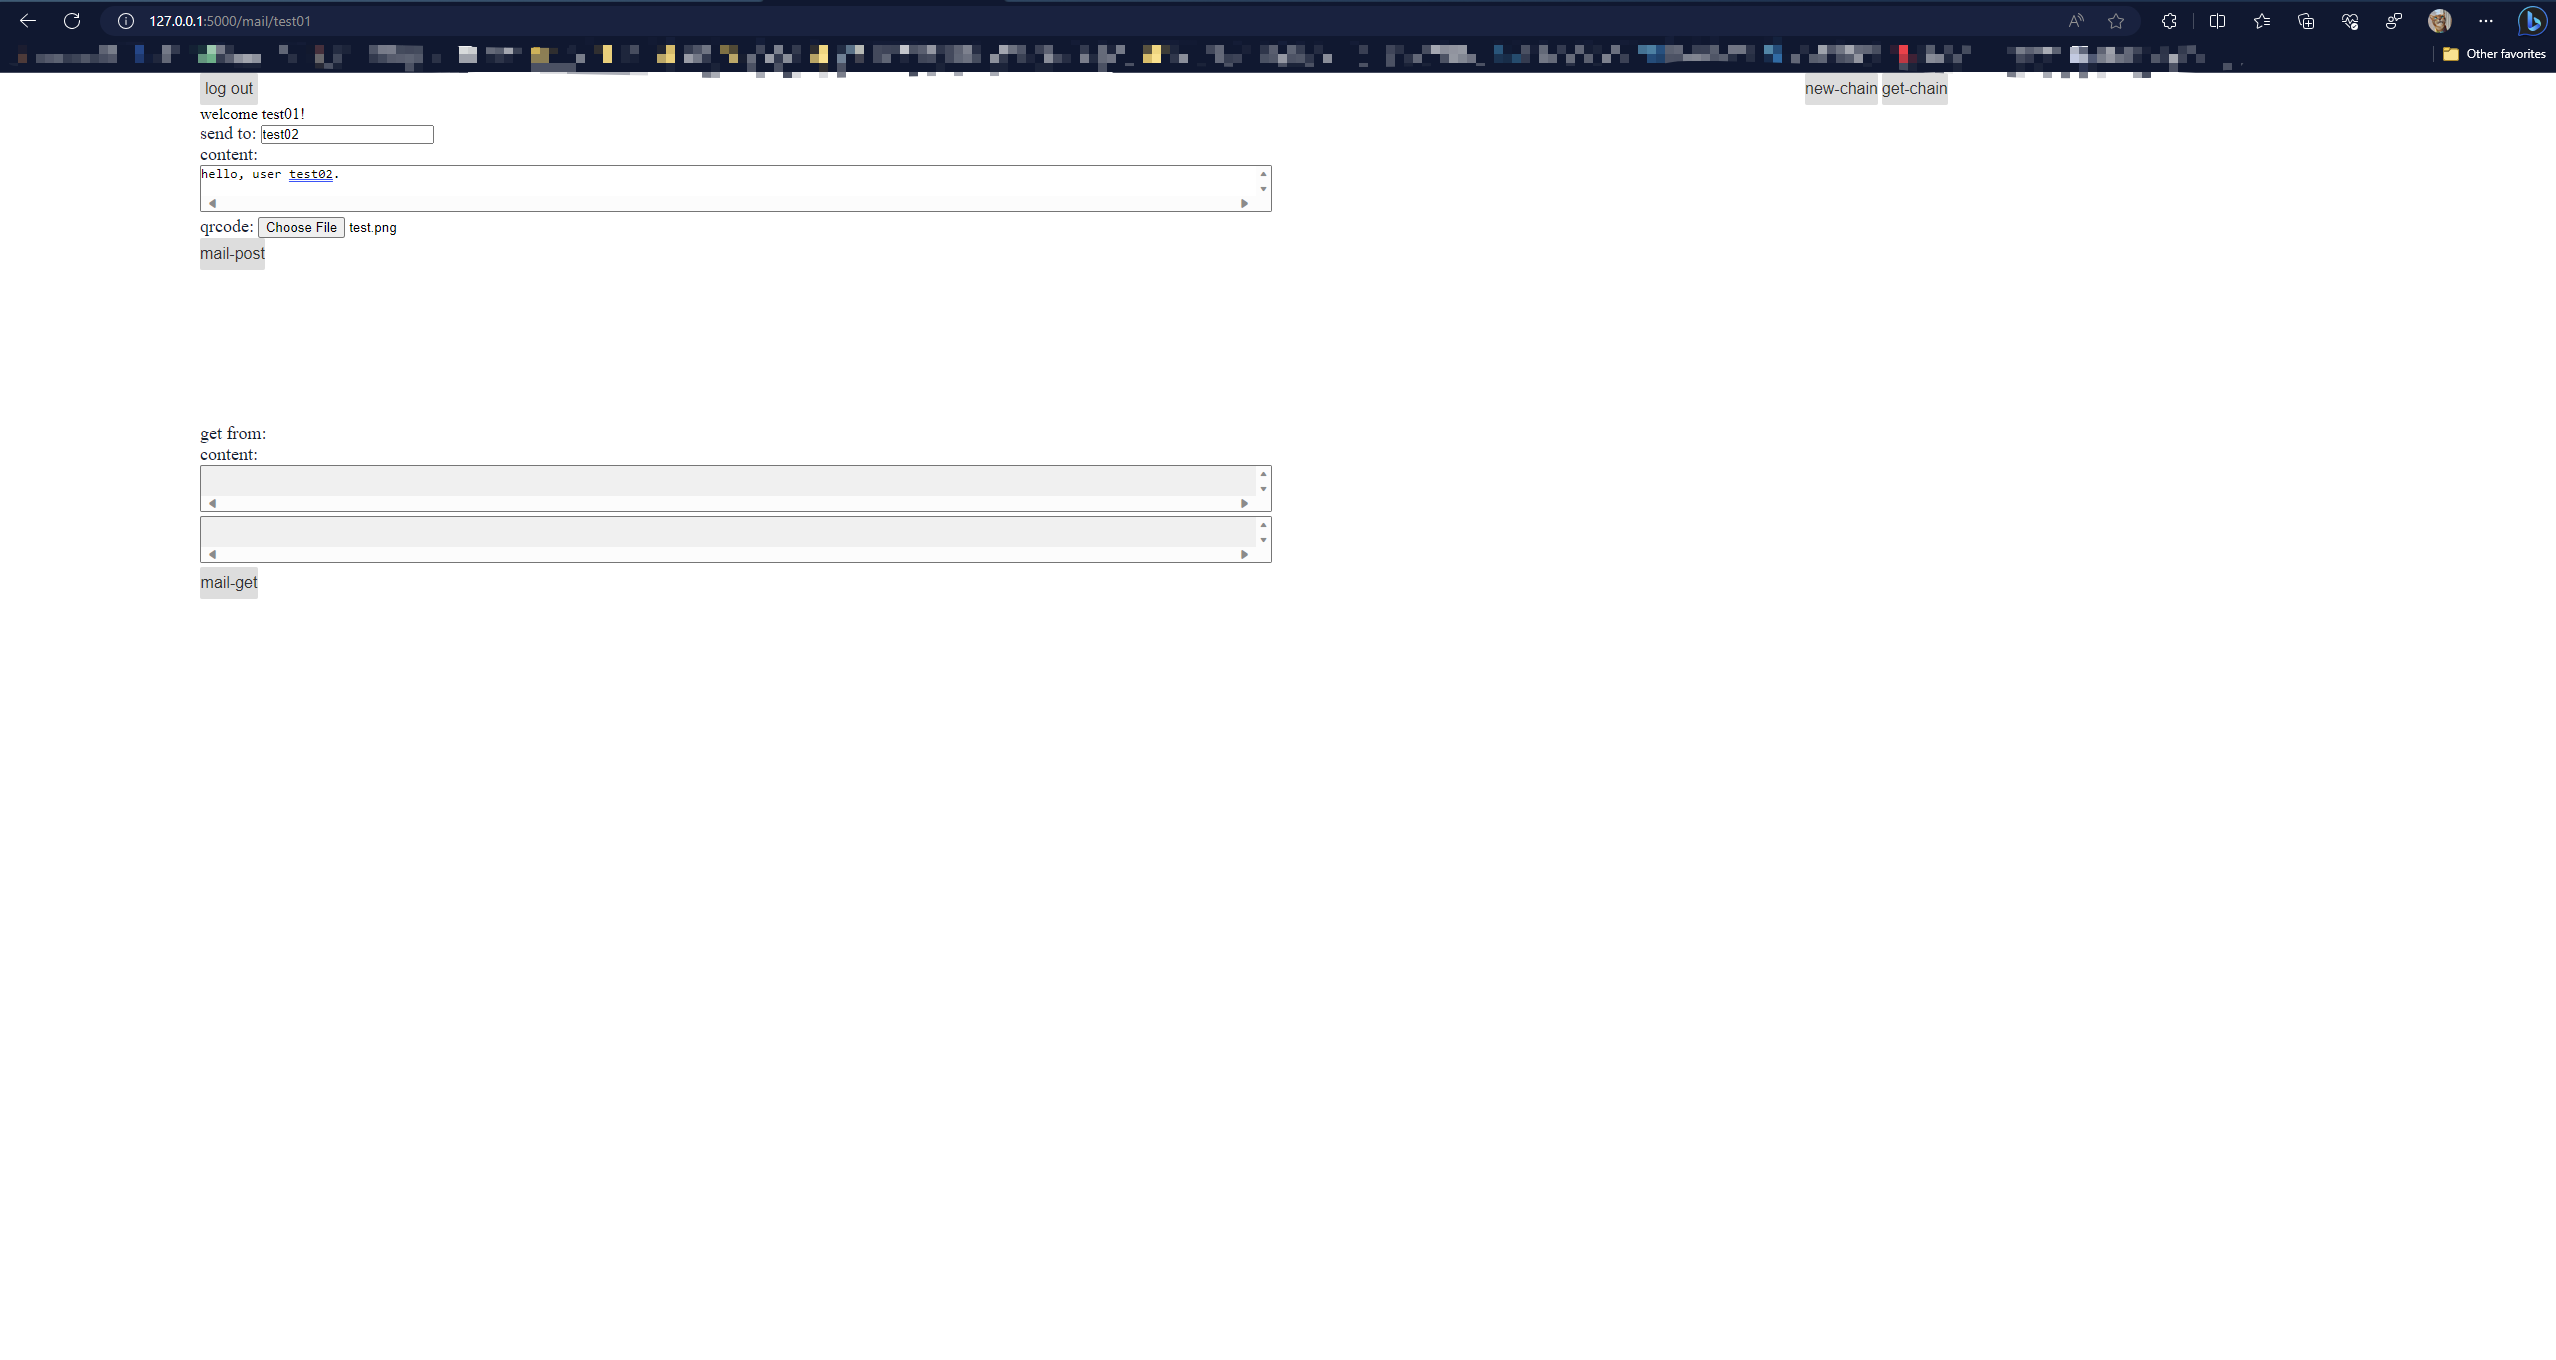 127.0.0.1:5000/mail/test01
Other favorites
log out new-chain get-chain
welcome test01!
send to: test02
content:
hello, user test02.
qrcode: Choose File test.png
mail-post
get from:
content:
mail-get